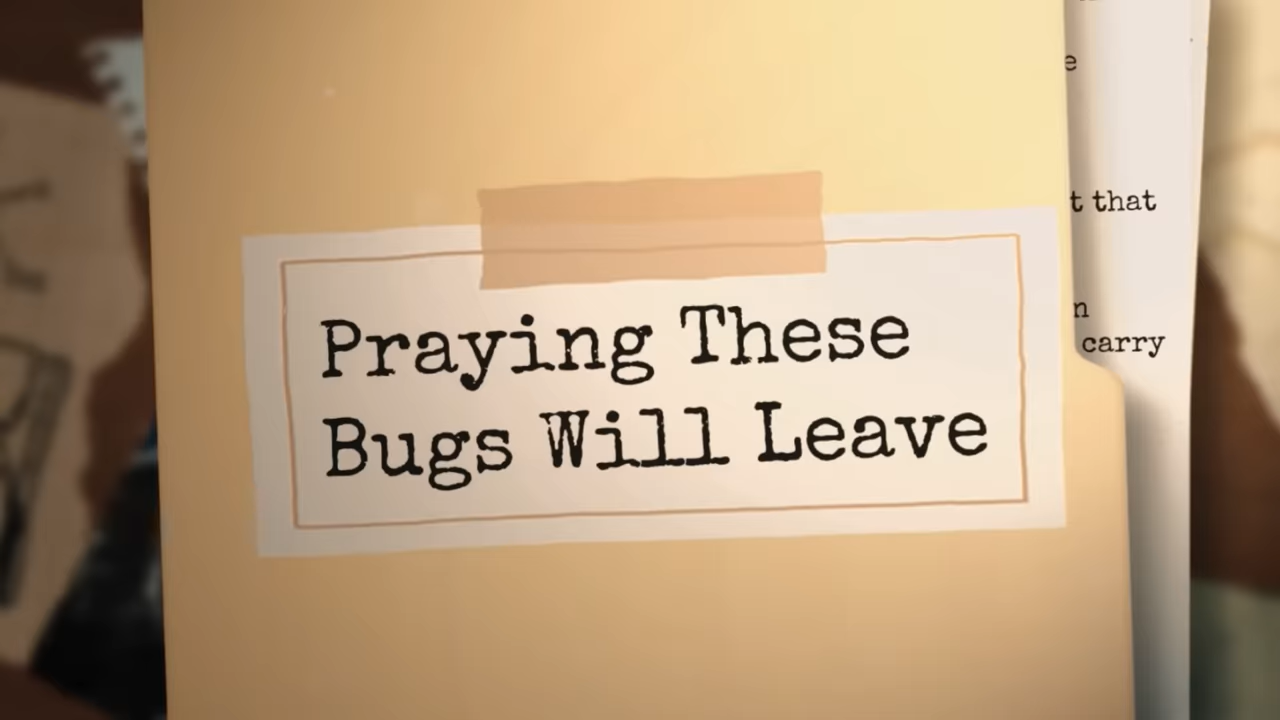 Praying These
Bugs Will Leave
e
t that
n
carry